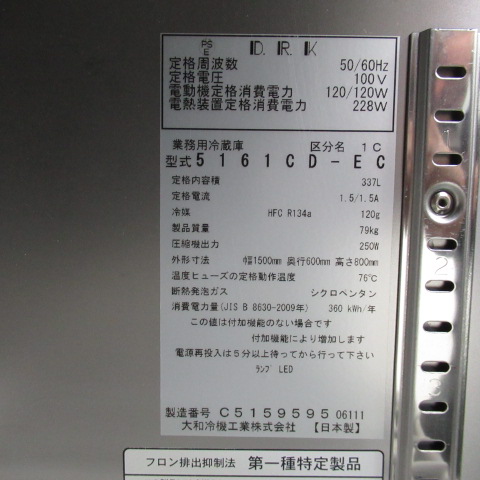 PS E D.R.K
定格周波数 50/60Hz
定格電圧 100V
電動機定格消費電力 120/120W
電熱装置定格消費電力 228W
業務用冷蔵庫 区分名 1C
型式 5161CD-EC
定格内容積 337L
定格電流 1.5/1.5A
冷媒 HFC R134a 120g
製品質量 79kg
圧縮機出力 250W
外形寸法 幅1500mm 奥行600mm 高さ800mm
温度ヒューズの定格動作温度 76℃
断熱発泡ガス シクロペンタン
消費電力量(JIS B 8630-2009年) 360 kWh/年
この値は付加機能のない場合です
付加機能により増加します
電源再投入は5分以上待ってから行って下さい
ランプ LED
製造番号 C5159595 06111
大和冷機工業株式会社 【日本製】
フロン排出抑制法 第一種特定製品
1
2
3